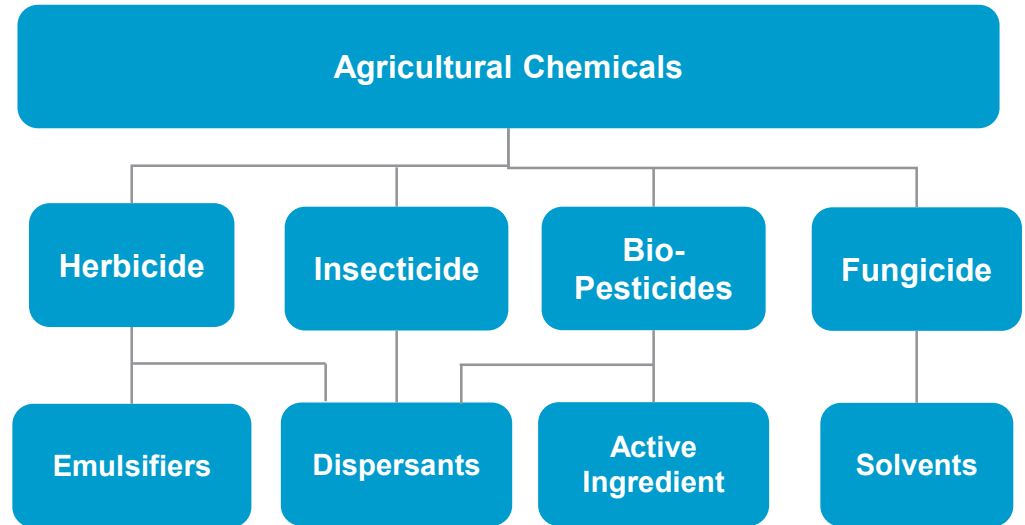 Agricultural Chemicals
Herbicide
Insecticide
Bio-
Pesticides
Fungicide
Emulsifiers
Dispersants
Active
Ingredient
Solvents